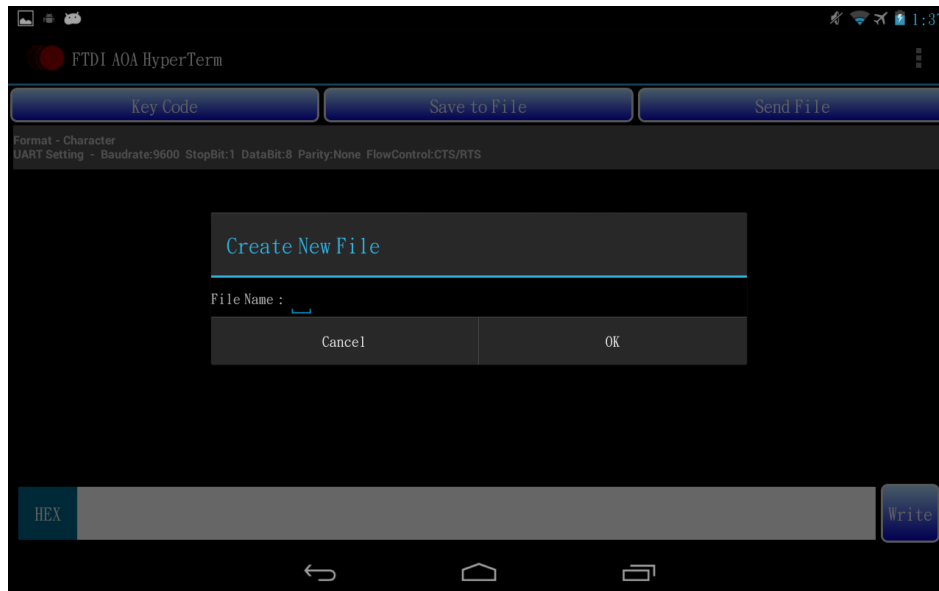 1:37
FTDI AOA HyperTerm
Key Code
Save to File
Send File
Format - Character
UART Setting - Baudrate:9600 StopBit:1 DataBit:8 Parity:None FlowControl:CTS/RTS
Create New File
File Name :
Cancel
OK
HEX
Write